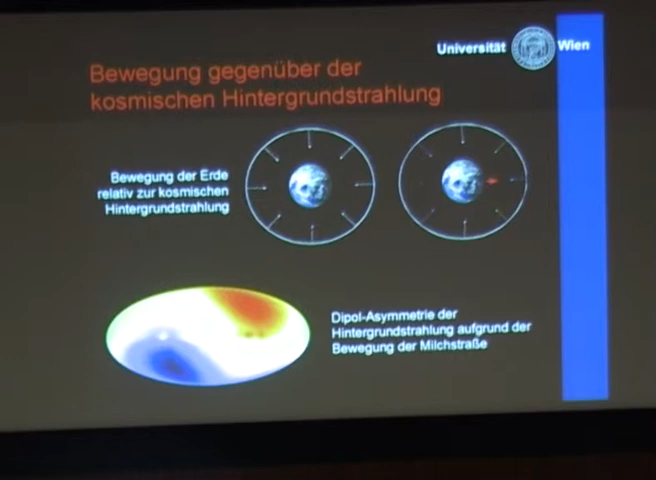 Universität Wien
Bewegung gegenüber der
kosmischen Hintergrundstrahlung
Bewegung der Erde
relativ zur kosmischen
Hintergrundstrahlung
Dipol-Asymmetrie der
Hintergrundstrahlung aufgrund der
Bewegung der Milchstraße